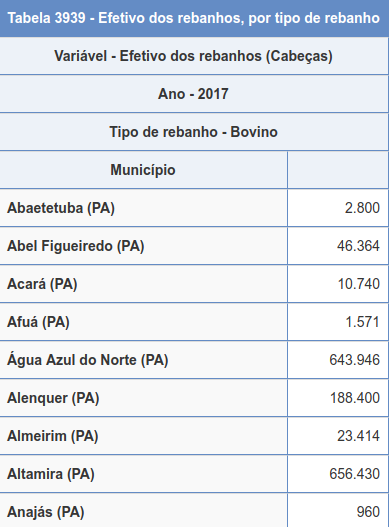 Tabela 3939 - Efetivo dos rebanhos, por tipo de rebanho
Variável - Efetivo dos rebanhos (Cabeças)
Ano - 2017
Tipo de rebanho - Bovino
Município
Abaetetuba (PA) 2.800
Abel Figueiredo (PA) 46.364
Acará (PA) 10.740
Afuá (PA) 1.571
Água Azul do Norte (PA) 643.946
Alenquer (PA) 188.400
Almeirim (PA) 23.414
Altamira (PA) 656.430
Anajás (PA) 960